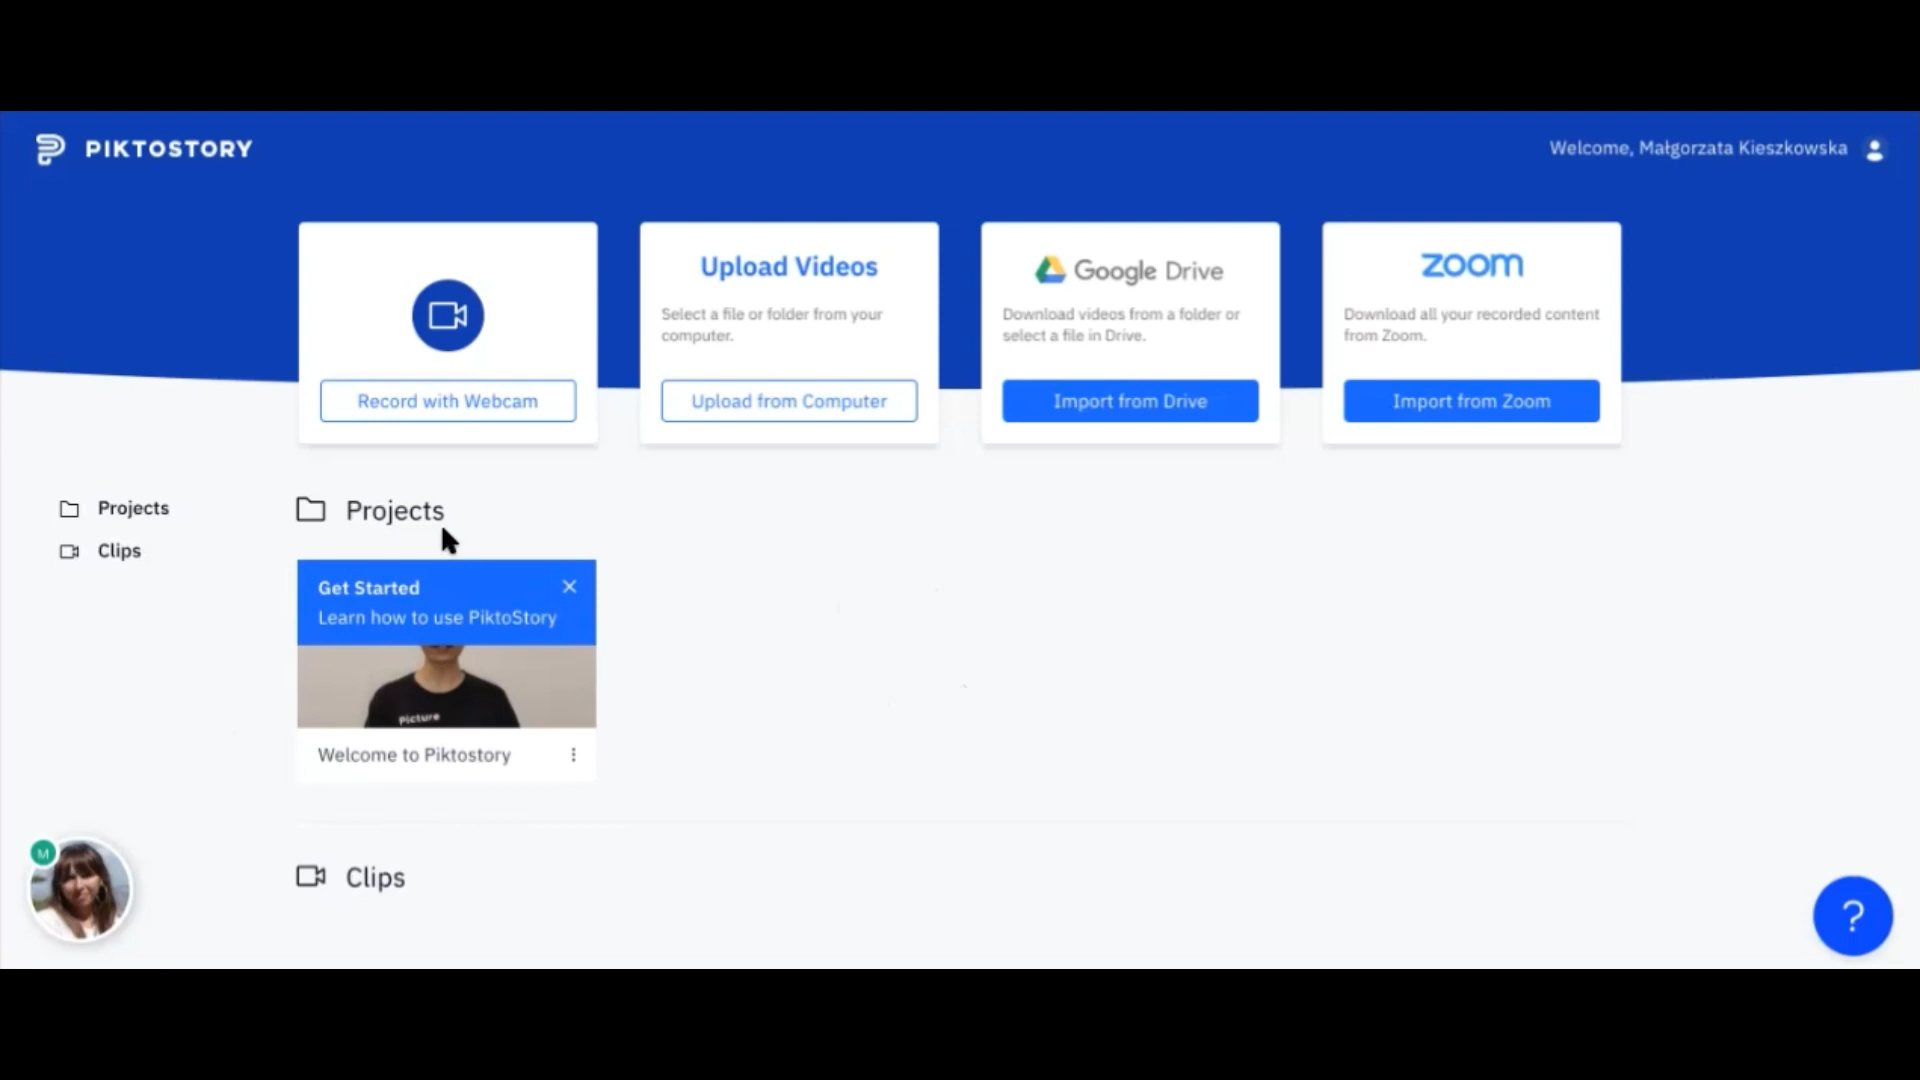 PIKTOSTORY
Welcome, Małgorzata Kieszkowska
Record with Webcam
Upload Videos
Select a file or folder from your
computer.
Upload from Computer
Google Drive
Download videos from a folder or
select a file in Drive.
Import from Drive
zoom
Download all your recorded content
from Zoom.
Import from Zoom
Projects
Clips
Projects
Get Started
Learn how to use PiktoStory
Picture
Welcome to Piktostory
M
Clips
?